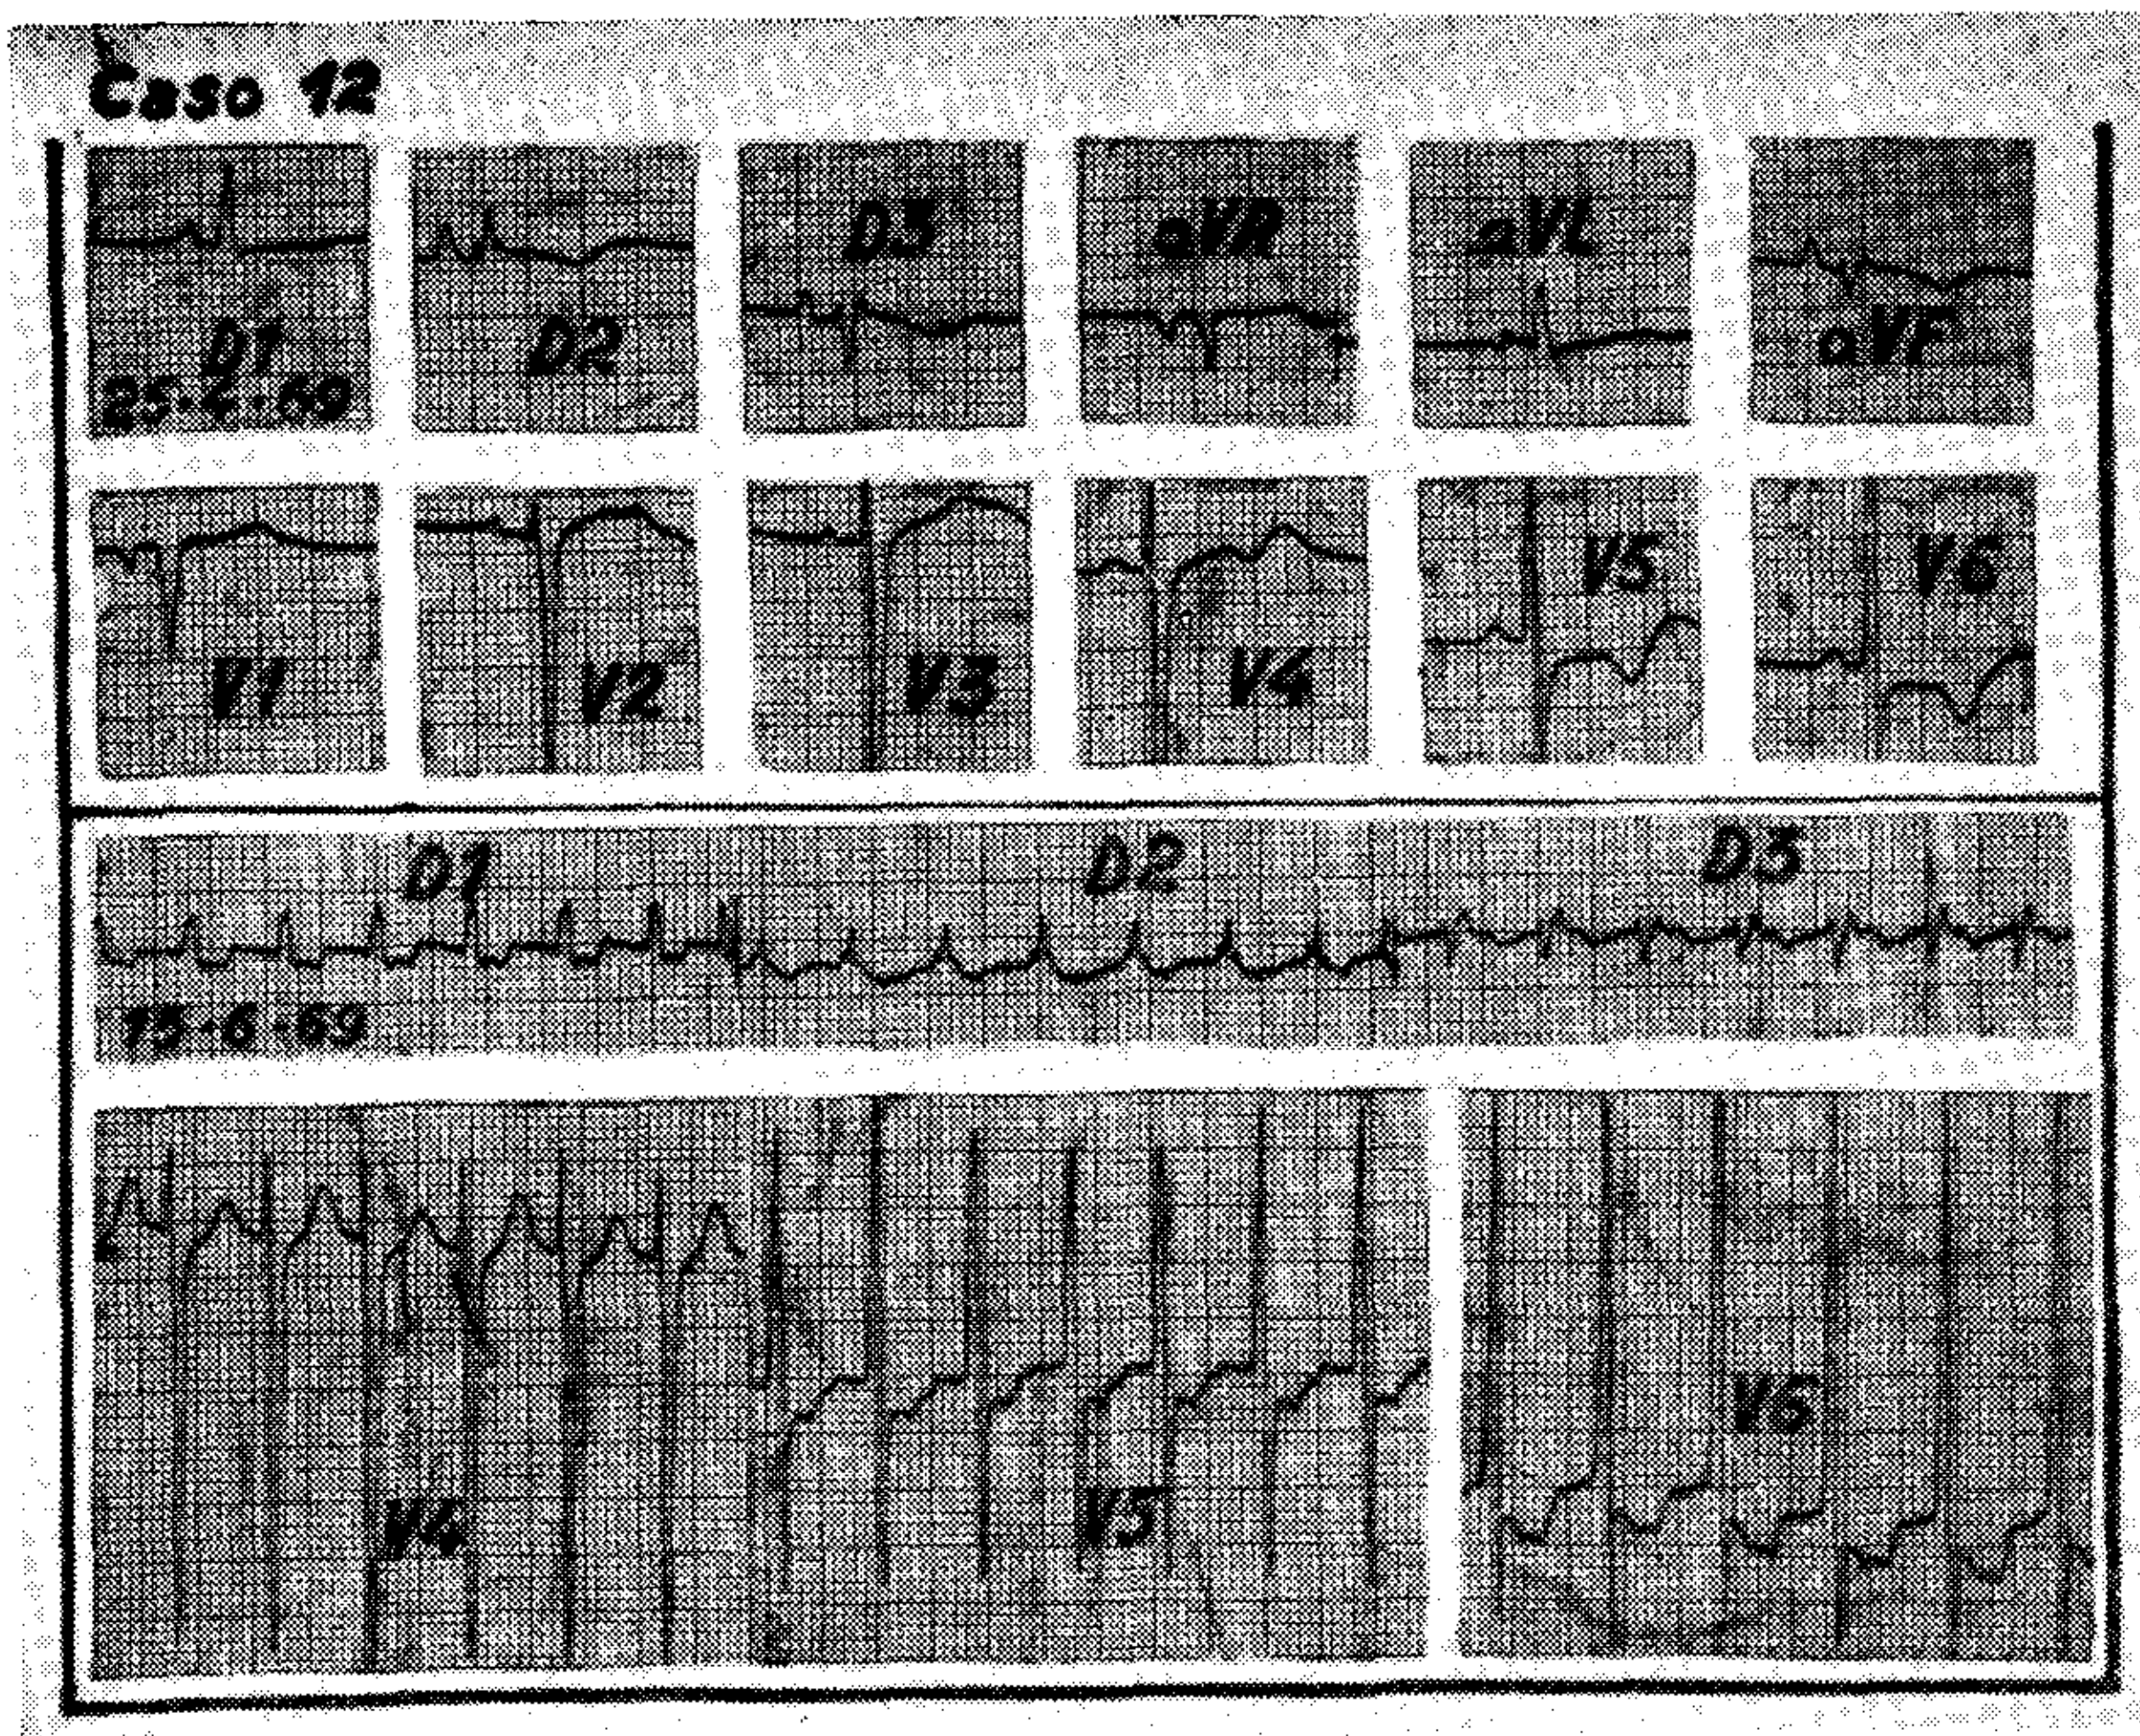 Caso 12
D1 D2 D3 aVR aVL aVF
25-4-69
V1 V2 V3 V4 V5 V6
D1 D2 D3
13-6-69
V4 V5 V6